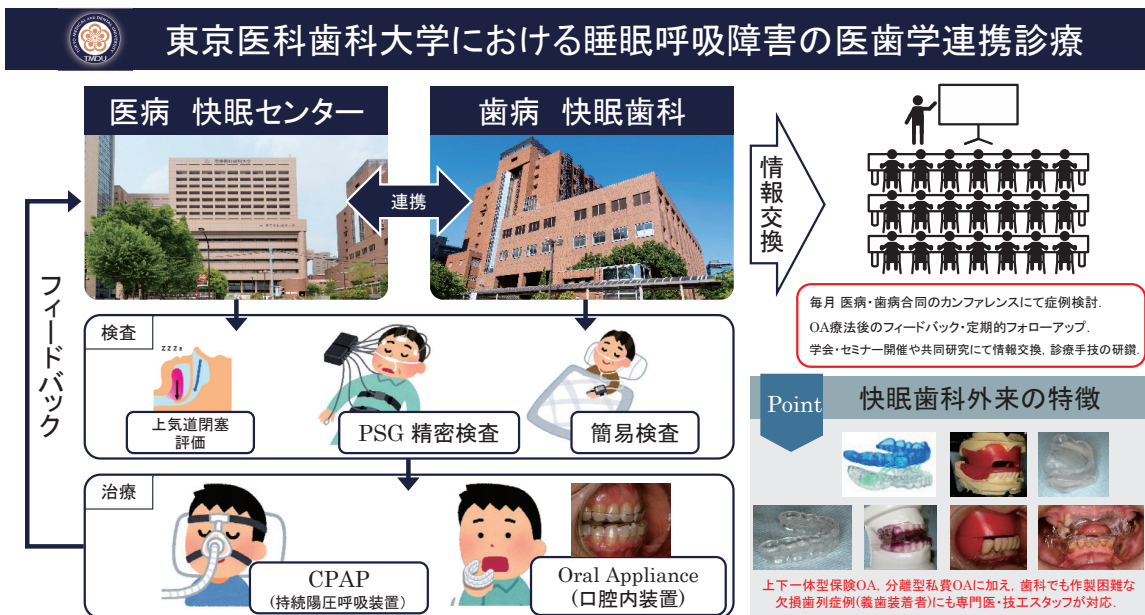 東京医科歯科大学における睡眠呼吸障害の医歯学連携診療
TOKYO MEDICAL AND DENTAL UNIVERSITY
TMDU
医病 快眠センター
歯病 快眠歯科
連携
情報交換
フィードバック
毎月 医病・歯病合同のカンファレンスにて症例検討.
OA療法後のフィードバック・定期的フォローアップ.
学会・セミナー開催や共同研究にて情報交換, 診療手技の研鑽.
検査
zzzz
上気道閉塞
評価
PSG 精密検査
簡易検査
治療
CPAP
(持続陽圧呼吸装置)
Oral Appliance
(口腔内装置)
Point
快眠歯科外来の特徴
上下一体型保険OA, 分離型私費OAに加え, 歯科でも作製困難な
欠損歯列症例(義歯装着者)にも専門医・技工スタッフが対応.